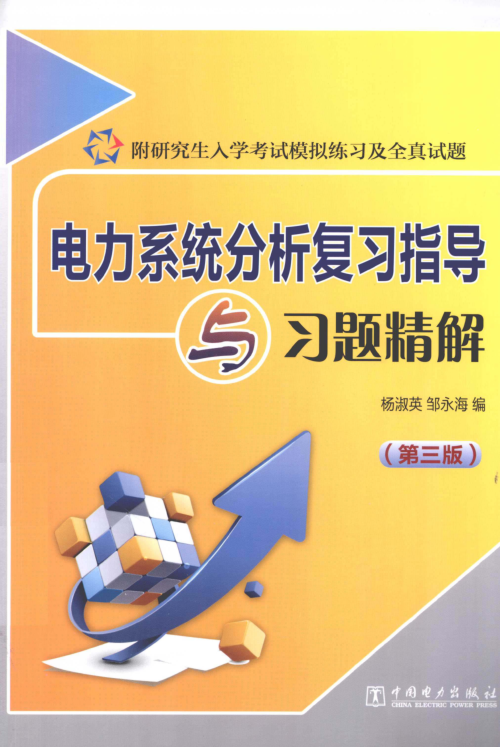 附研究生入学考试模拟练习及全真试题
电力系统分析复习指导
与 习题精解
杨淑英 邹永海 编
(第三版)
中国电力出版社
CHINA ELECTRIC POWER PRESS